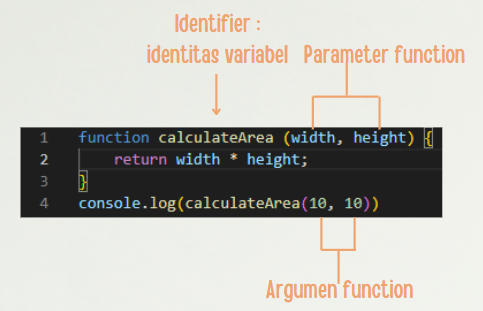 Identifier :
identitas variabel
Parameter function
1 function calculateArea (width, height) {
2 return width * height;
3 }
4 console.log(calculateArea(10, 10))
Argumen function